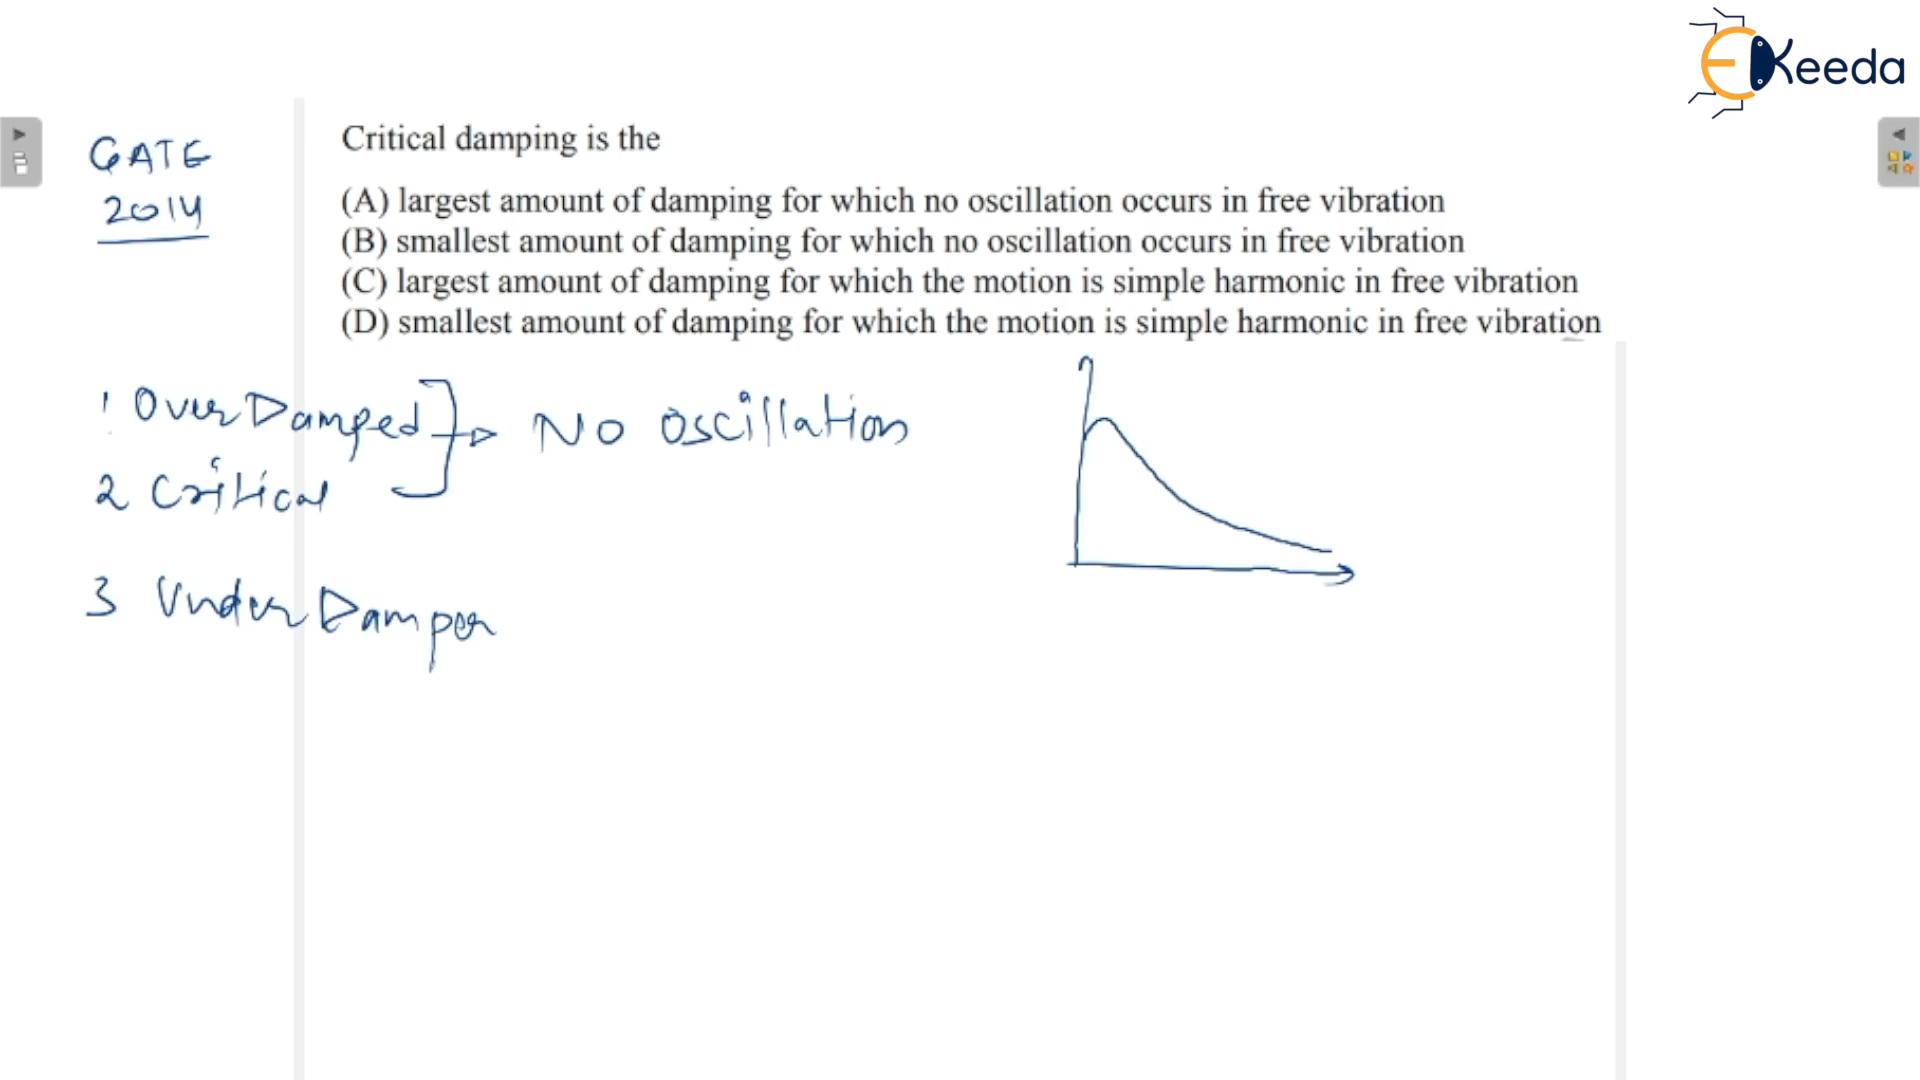 EKeeda
GATE
2014
Critical damping is the
(A) largest amount of damping for which no oscillation occurs in free vibration
(B) smallest amount of damping for which no oscillation occurs in free vibration
(C) largest amount of damping for which the motion is simple harmonic in free vibration
(D) smallest amount of damping for which the motion is simple harmonic in free vibration
1 Over Damped
No Oscillation
2 Critical
3 Under Damper